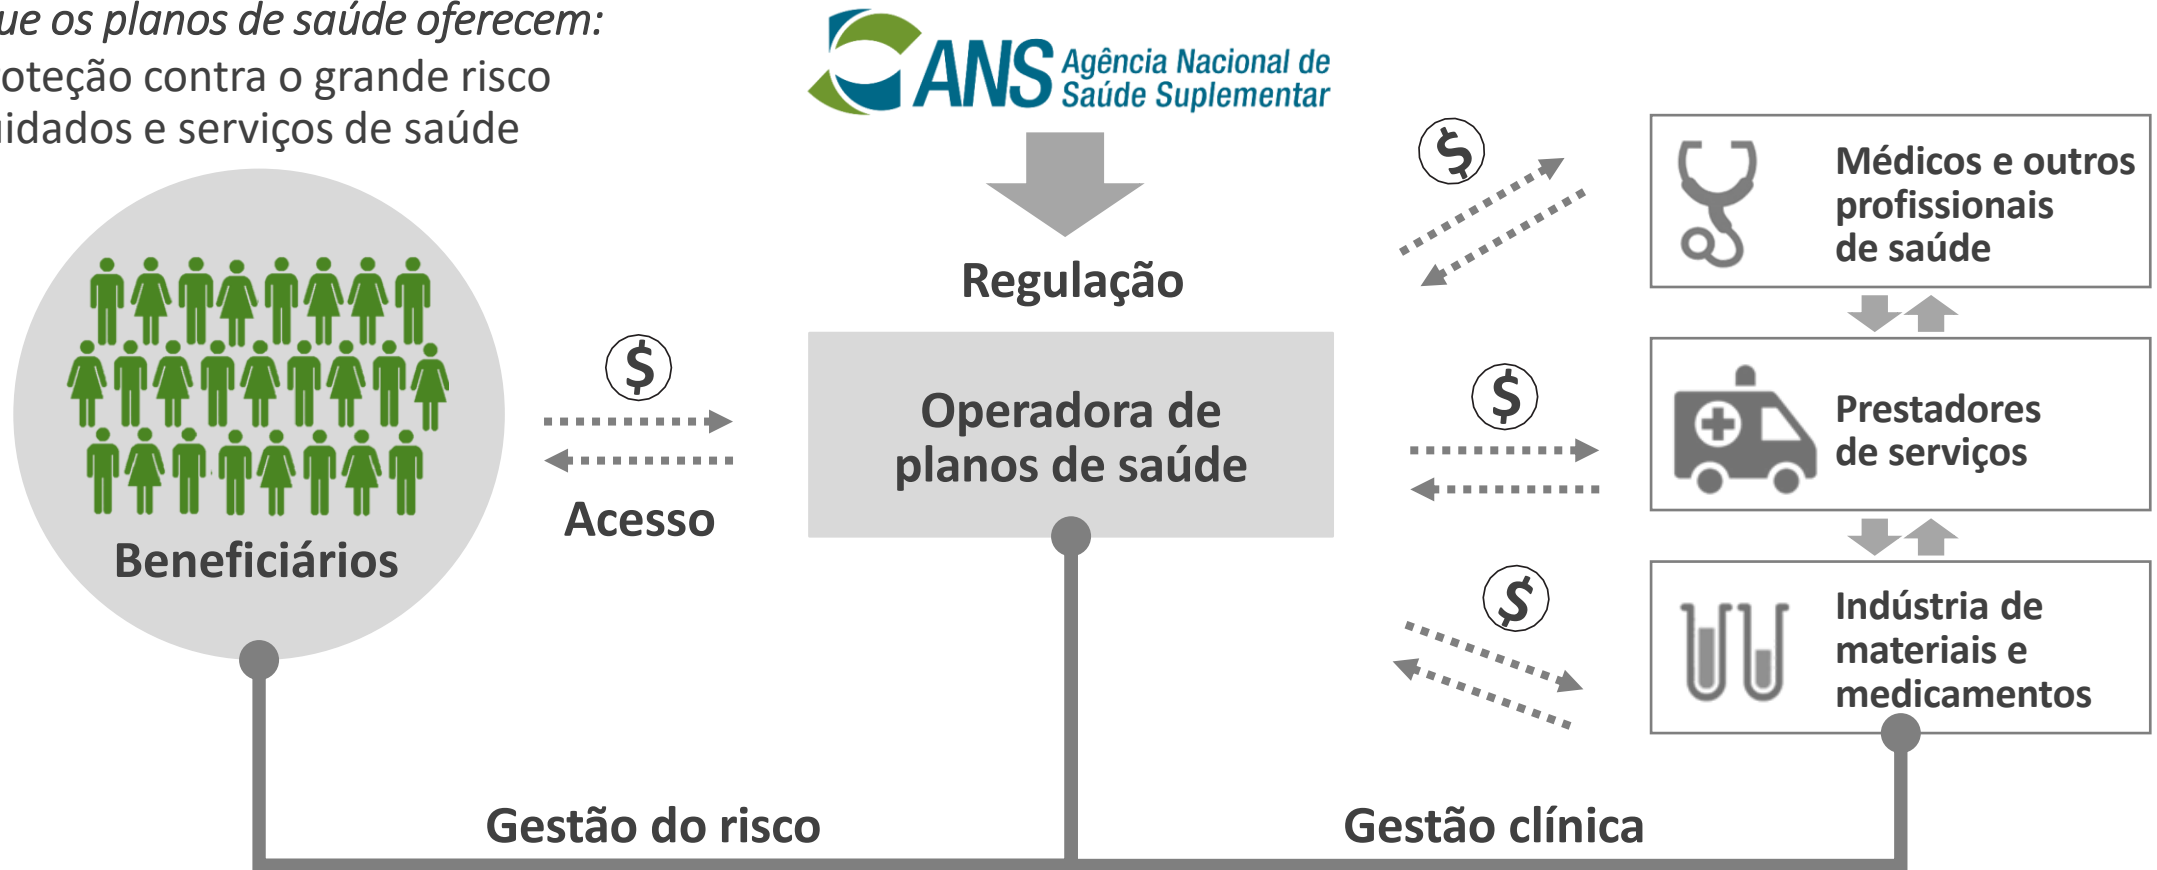 ue os planos de saúde oferecem:
roteção contra o grande risco
uidados e serviços de saúde
ANS Agência Nacional de
Saúde Suplementar
Regulação
$
Acesso
Beneficiários
Operadora de
planos de saúde
$
$
$
Médicos e outros
profissionais
de saúde
Prestadores
de serviços
Indústria de
materiais e
medicamentos
Gestão do risco
Gestão clínica